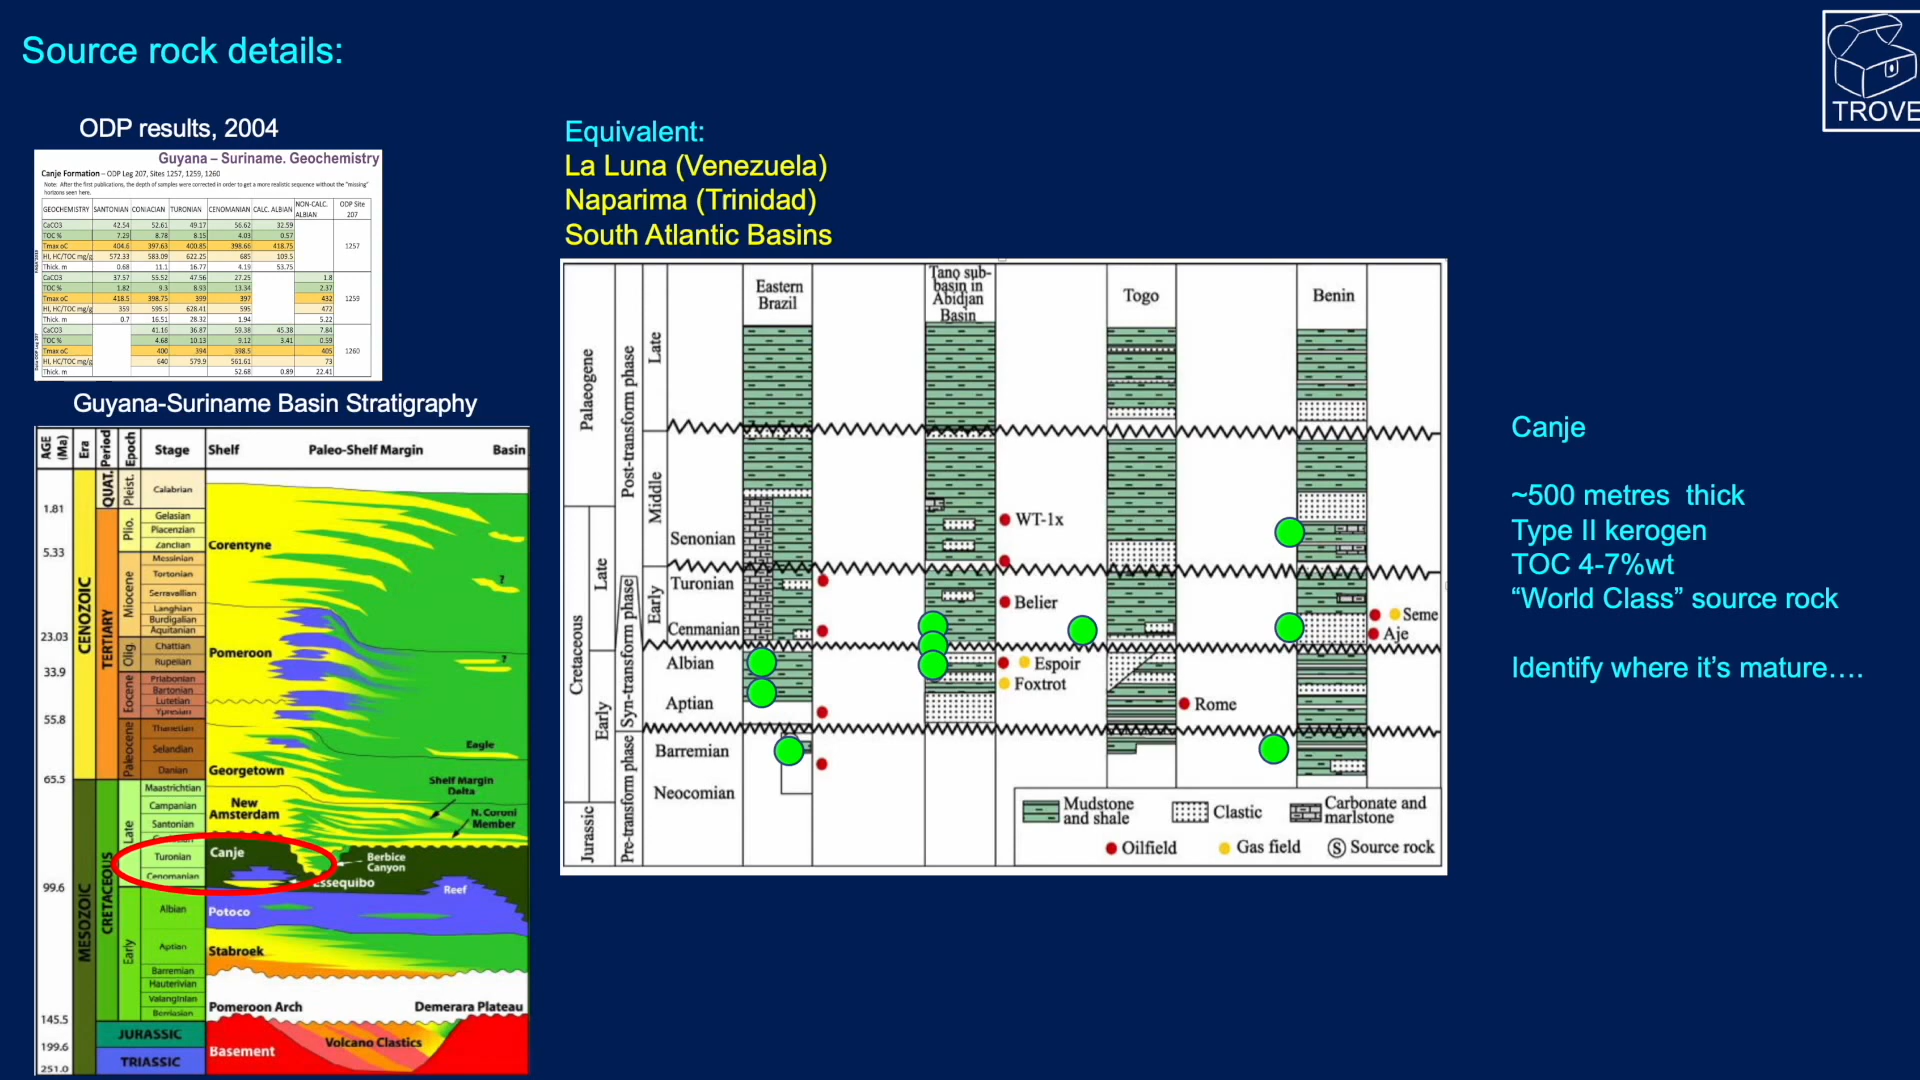 Source rock details:
TROVE
ODP results, 2004
Guyana – Suriname. Geochemistry
Canje Formation – ODP Leg 207, Sites 1257, 1259, 1260
Note: After the first publications, the depth of samples were corrected in order to get a more realistic sequence without the "missing"
horizons seen here.
GEOCHEMISTRY SANTONIAN CONIACIAN TURONIAN CENOMANIAN CALC. ALBIAN NON-CALC. ALBIAN ODP Site 207
CaCO3 42.54 52.61 49.17 56.62 32.59
TOC % 7.29 8.78 8.15 4.03 0.57
Tmax oC 404.6 397.63 400.85 398.66 418.75 1257
HI, HC/TOC mg/g 572.33 583.09 622.25 685 109.5
Thick. m 0.68 11.1 16.77 4.19 53.75
CaCO3 37.57 55.52 47.56 27.25 1.8
TOC % 1.82 9.3 8.93 13.34 2.37
Tmax oC 418.5 398.75 399 397 432 1259
HI, HC/TOC mg/g 359 595.5 628.41 595 472
Thick. m 0.7 16.51 28.32 1.94 5.22
CaCO3 41.16 36.87 59.38 45.38 7.84
TOC % 4.68 10.13 9.12 3.41 0.59
Tmax oC 400 394 398.5 405 1260
HI, HC/TOC mg/g 640 579.9 561.61 73
Thick. m 52.68 0.89 22.41
Guyana-Suriname Basin Stratigraphy
AGE (Ma) Era Period Epoch Stage Shelf Paleo-Shelf Margin Basin
QUAT. Pleist. Calabrian
1.81
Plio. Gelasian
Piacenzian
Zanclian
Corentyne
5.33
CENOZOIC
TERTIARY
Miocene
Messinian
Tortonian
?
Serravallian
Langhian
Burdigalian
Aquitanian
23.03
Olig.
Chattian
Rupelian
Pomeroon
?
33.9
Eocene
Priabonian
Bartonian
Lutetian
Ypresian
55.8
Paleocene
Thanetian
Selandian
Danian
Eagle
Georgetown
65.5
MESOZOIC
CRETACEOUS
Late
Maastrichtian
Campanian
Santonian
Shelf Margin
Delta
New
Amsterdam
N. Coroni
Member
Turonian
Cenomanian
Canje
Berbice
Canyon
Essequibo
Reef
99.6
Early
Albian
Potoco
Aptian
Stabroek
Barremian
Hauterivian
Valanginian
Berriasian
Pomeroon Arch
Demerara Plateau
145.5
JURASSIC
Volcano Clastics
199.6
TRIASSIC
Basement
251.0
Equivalent:
La Luna (Venezuela)
Naparima (Trinidad)
South Atlantic Basins
Eastern
Brazil
Tano sub-
basin in
Abidjan
Basin
Togo
Benin
Palaeogene
Cretaceous
Jurassic
Late
Early
Post-transform phase
Syn-transform phase
Pre-transform phase
Late
Middle
Early
Senonian
Turonian
Cenmanian
Albian
Aptian
Barremian
Neocomian
WT-1x
Belier
Espoir
Foxtrot
Rome
Seme
Aje
Mudstone
and shale
Clastic
Carbonate and
marlstone
Oilfield
Gas field
S Source rock
Canje
~500 metres thick
Type II kerogen
TOC 4-7%wt
“World Class” source rock
Identify where it’s mature….